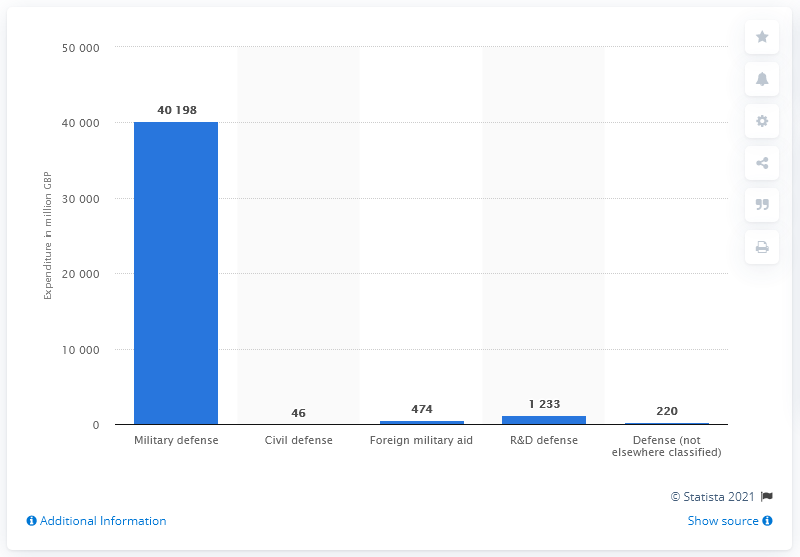 50 000
40 000
30 000
20 000
10 000
0
Expenditure in million GBP
40 198
46
474
1 233
220
Military defense
Civil defense
Foreign military aid
R&D defense
Defense (not
elsewhere classified)
© Statista 2021
Additional Information
Show source